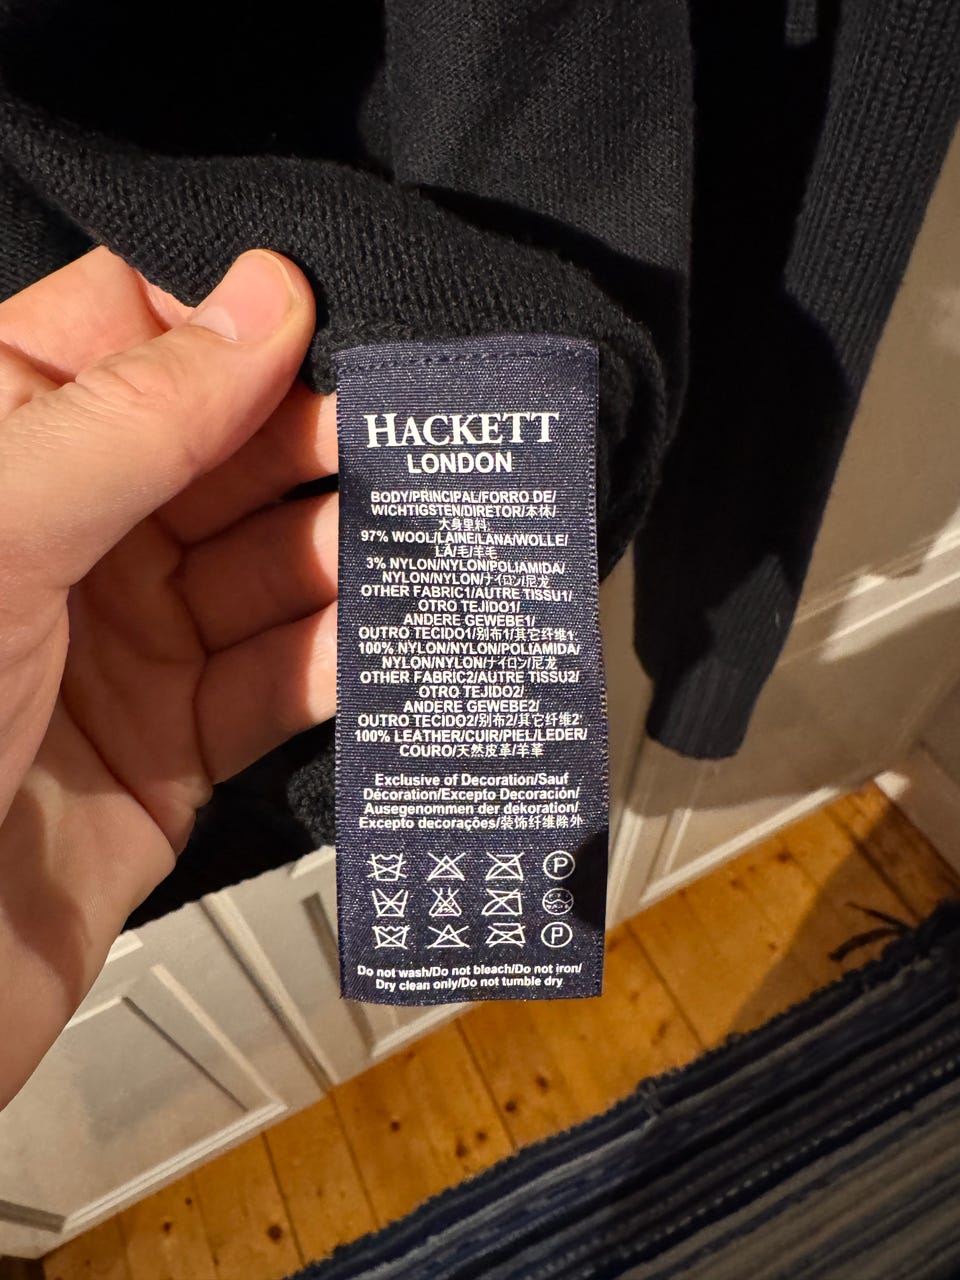 HACKETT
LONDON
BODY/PRINCIPAL/FORRO DE/
WICHTIGSTEN/DIRETOR/本体/
大身里料
97% WOOL/LAINE/LANA/WOLLE/
LÃ/毛/羊毛
3% NYLON/NYLON/POLIAMIDA/
NYLON/NYLON/ナイロン/尼龙
OTHER FABRIC1/AUTRE TISSU1/
OTRO TEJIDO1/
ANDERE GEWEBE1/
OUTRO TECIDO1/别布1/其它纤维1
100% NYLON/NYLON/POLIAMIDA/
NYLON/NYLON/ナイロン/尼龙
OTHER FABRIC2/AUTRE TISSU2/
OTRO TEJIDO2/
ANDERE GEWEBE2/
OUTRO TECIDO2/别布2/其它纤维2
100% LEATHER/CUIR/PIEL/LEDER/
COURO/天然皮革/羊革
Exclusive of Decoration/Sauf
Décoration/Excepto Decoración/
Ausegenommen der dekoration/
Excepto decorações/装饰纤维除外
P
P
Do not wash/Do not bleach/Do not iron/
Dry clean only/Do not tumble dry